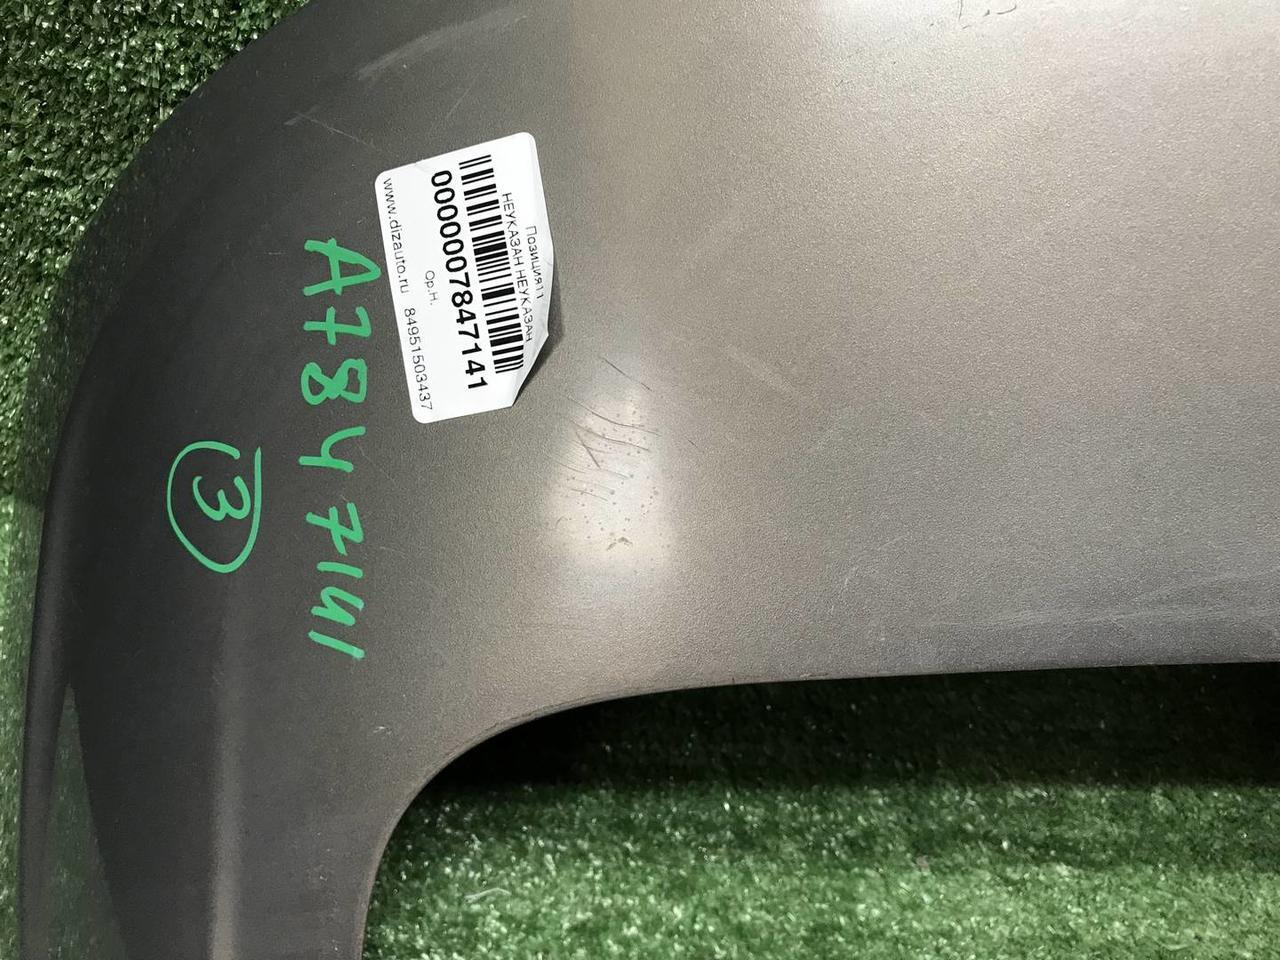 Позиция11
НЕУКАЗАН НЕУКАЗАН
0000007847141
Ор.н.
www.dizauto.ru 84951503437
A7847141
3